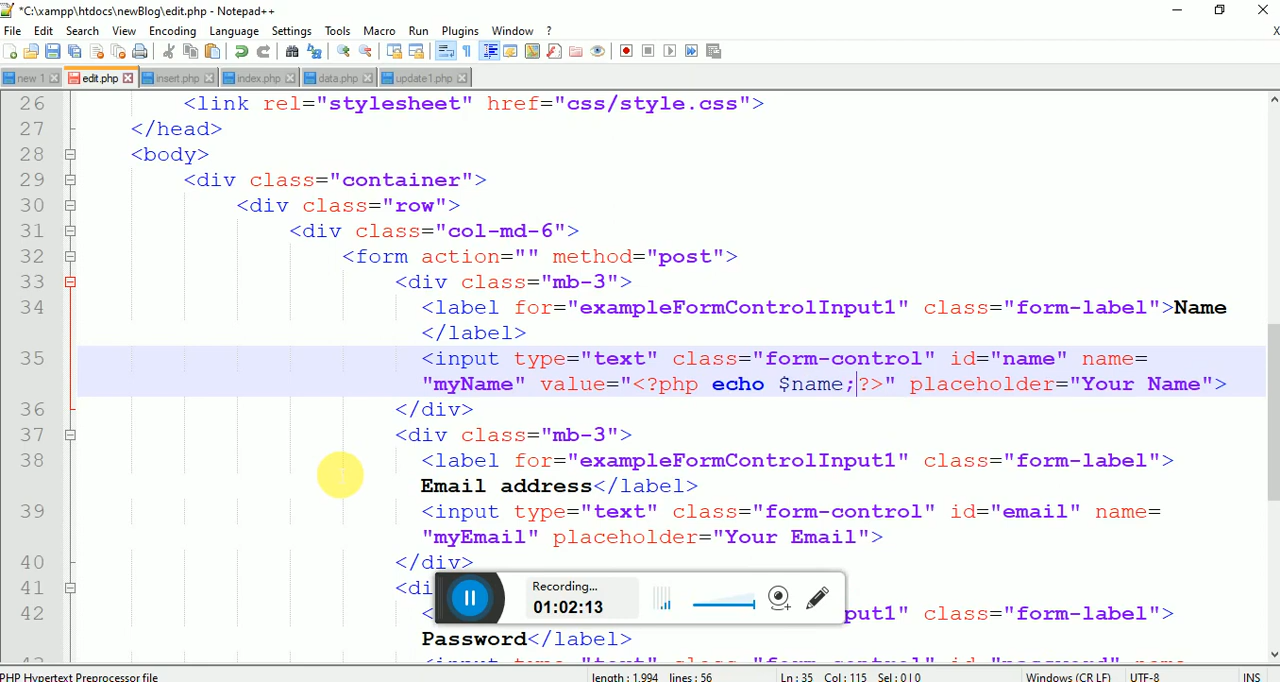 *C:\xampp\htdocs\newBlog\edit.php - Notepad++
File Edit Search View Encoding Language Settings Tools Macro Run Plugins Window ? X
new 1 edit.php insert.php index.php data.php update1.php
26 <link rel="stylesheet" href="css/style.css">
27 </head>
28 <body>
29 <div class="container">
30 <div class="row">
31 <div class="col-md-6">
32 <form action="" method="post">
33 <div class="mb-3">
34 <label for="exampleFormControlInput1" class="form-label">Name
</label>
35 <input type="text" class="form-control" id="name" name=
"myName" value="<?php echo $name;?>" placeholder="Your Name">
36 </div>
37 <div class="mb-3">
38 <label for="exampleFormControlInput1" class="form-label">
Email address</label>
39 <input type="text" class="form-control" id="email" name=
"myEmail" placeholder="Your Email">
40 </div>
41 <di
Recording...
01:02:13
42 put1" class="form-label">
Password</label>
PHP Hypertext Preprocessor file length : 1,994 lines : 56 Ln : 35 Col : 115 Sel : 0 | 0 Windows (CR LF) UTF-8 INS